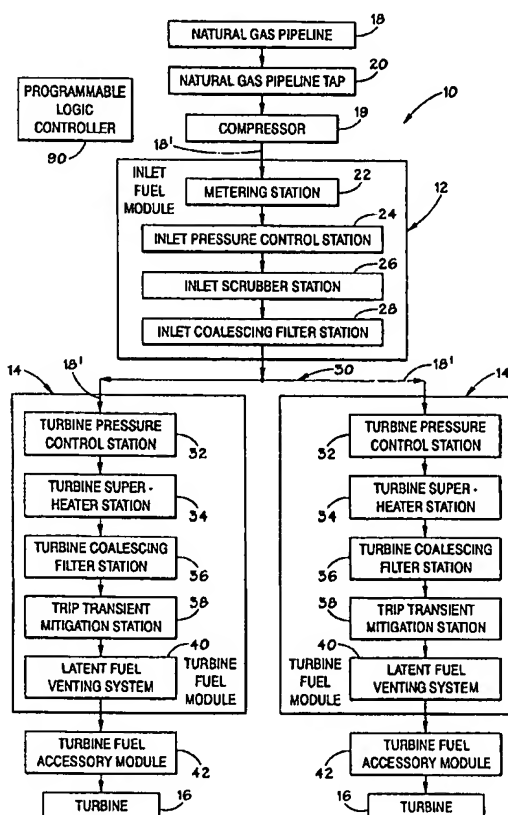 NATURAL GAS PIPELINE
18
NATURAL GAS PIPELINE TAP
20
PROGRAMMABLE
LOGIC
CONTROLLER
90
COMPRESSOR
19
10
18'
INLET
FUEL
MODULE
METERING STATION
22
12
INLET PRESSURE CONTROL STATION
24
INLET SCRUBBER STATION
26
INLET COALESCING FILTER STATION
28
30
14
18'
TURBINE PRESSURE
CONTROL STATION
32
TURBINE SUPER-
HEATER STATION
34
TURBINE COALESCING
FILTER STATION
36
TRIP TRANSIENT
MITIGATION STATION
38
LATENT FUEL
VENTING SYSTEM
40
TURBINE
FUEL
MODULE
TURBINE FUEL
ACCESSORY MODULE
42
TURBINE
16
18'
14
TURBINE PRESSURE
CONTROL STATION
32
TURBINE SUPER-
HEATER STATION
34
TURBINE COALESCING
FILTER STATION
36
TRIP TRANSIENT
MITIGATION STATION
38
TURBINE
FUEL
MODULE
LATENT FUEL
VENTING SYSTEM
40
TURBINE FUEL
ACCESSORY MODULE
42
TURBINE
16